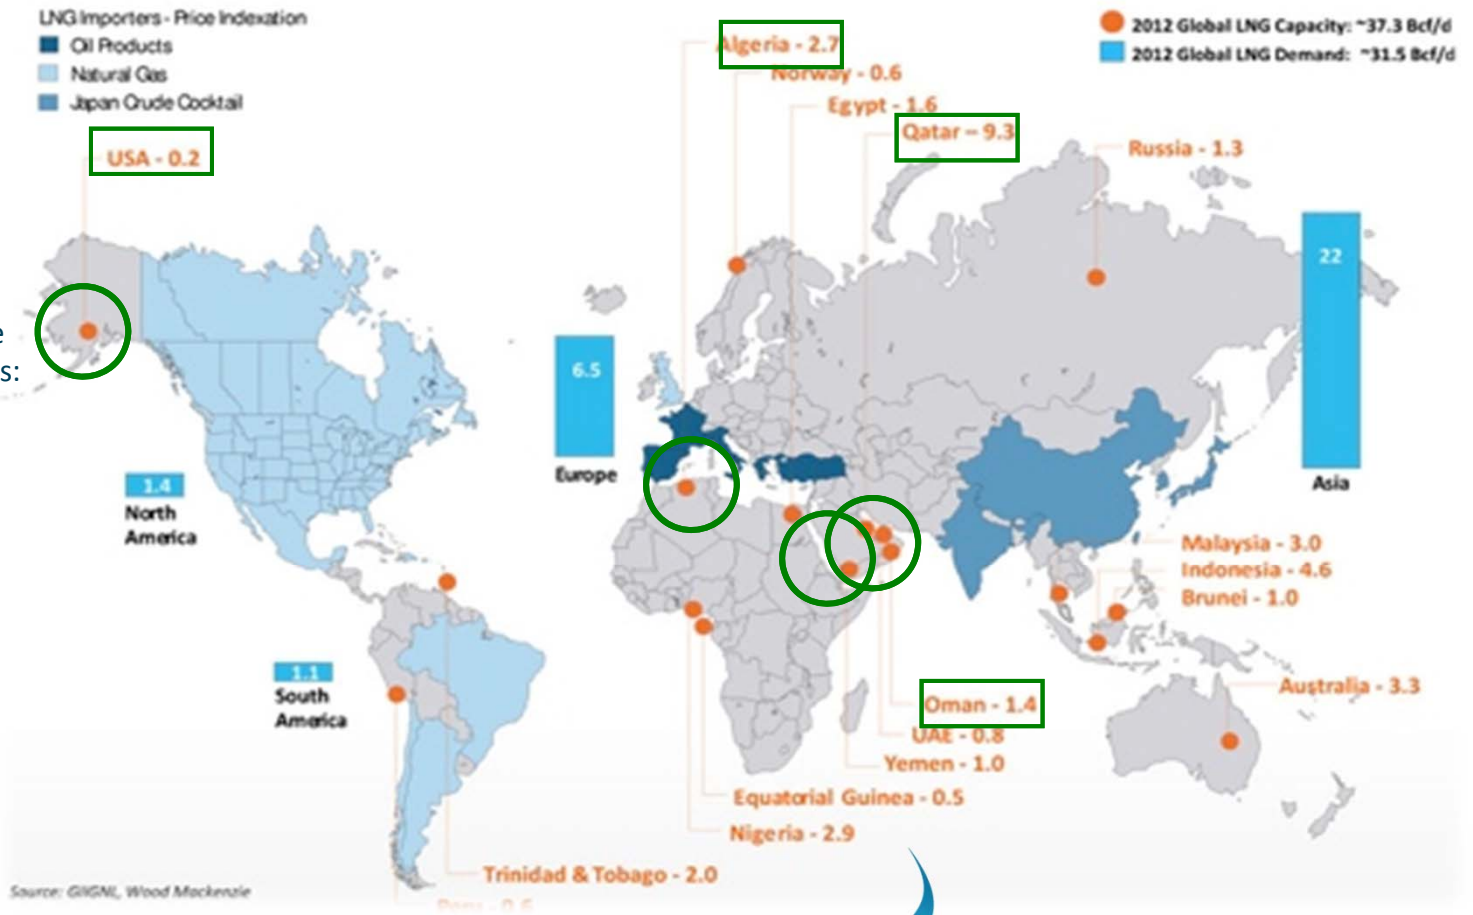 LNG Importers - Price Indexation
Oil Products
Natural Gas
Japan Crude Cocktail
2012 Global LNG Capacity: ~37.3 Bcf/d
2012 Global LNG Demand: ~31.5 Bcf/d
Algeria - 2.7
Norway - 0.6
Egypt - 1.6
Qatar – 9.3
Russia - 1.3
USA - 0.2
22
Asia
e
s:
6.5
Europe
1.4
North
America
Malaysia - 3.0
Indonesia - 4.6
Brunei - 1.0
1.1
South
America
Australia - 3.3
Oman - 1.4
UAE - 0.8
Yemen - 1.0
Equatorial Guinea - 0.5
Nigeria - 2.9
Trinidad & Tobago - 2.0
Peru - 0.6
Source: GIIGNL, Wood Mackenzie